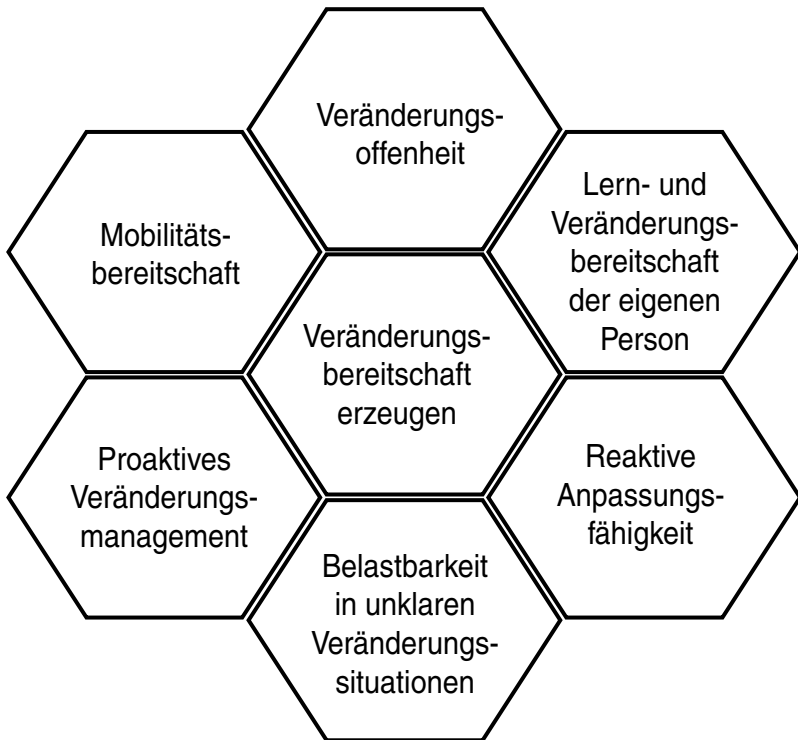 Veränderungs-
offenheit
Mobilitäts-
bereitschaft
Lern- und
Veränderungs-
bereitschaft
der eigenen
Person
Veränderungs-
bereitschaft
erzeugen
Proaktives
Veränderungs-
management
Reaktive
Anpassungs-
fähigkeit
Belastbarkeit
in unklaren
Veränderungs-
situationen